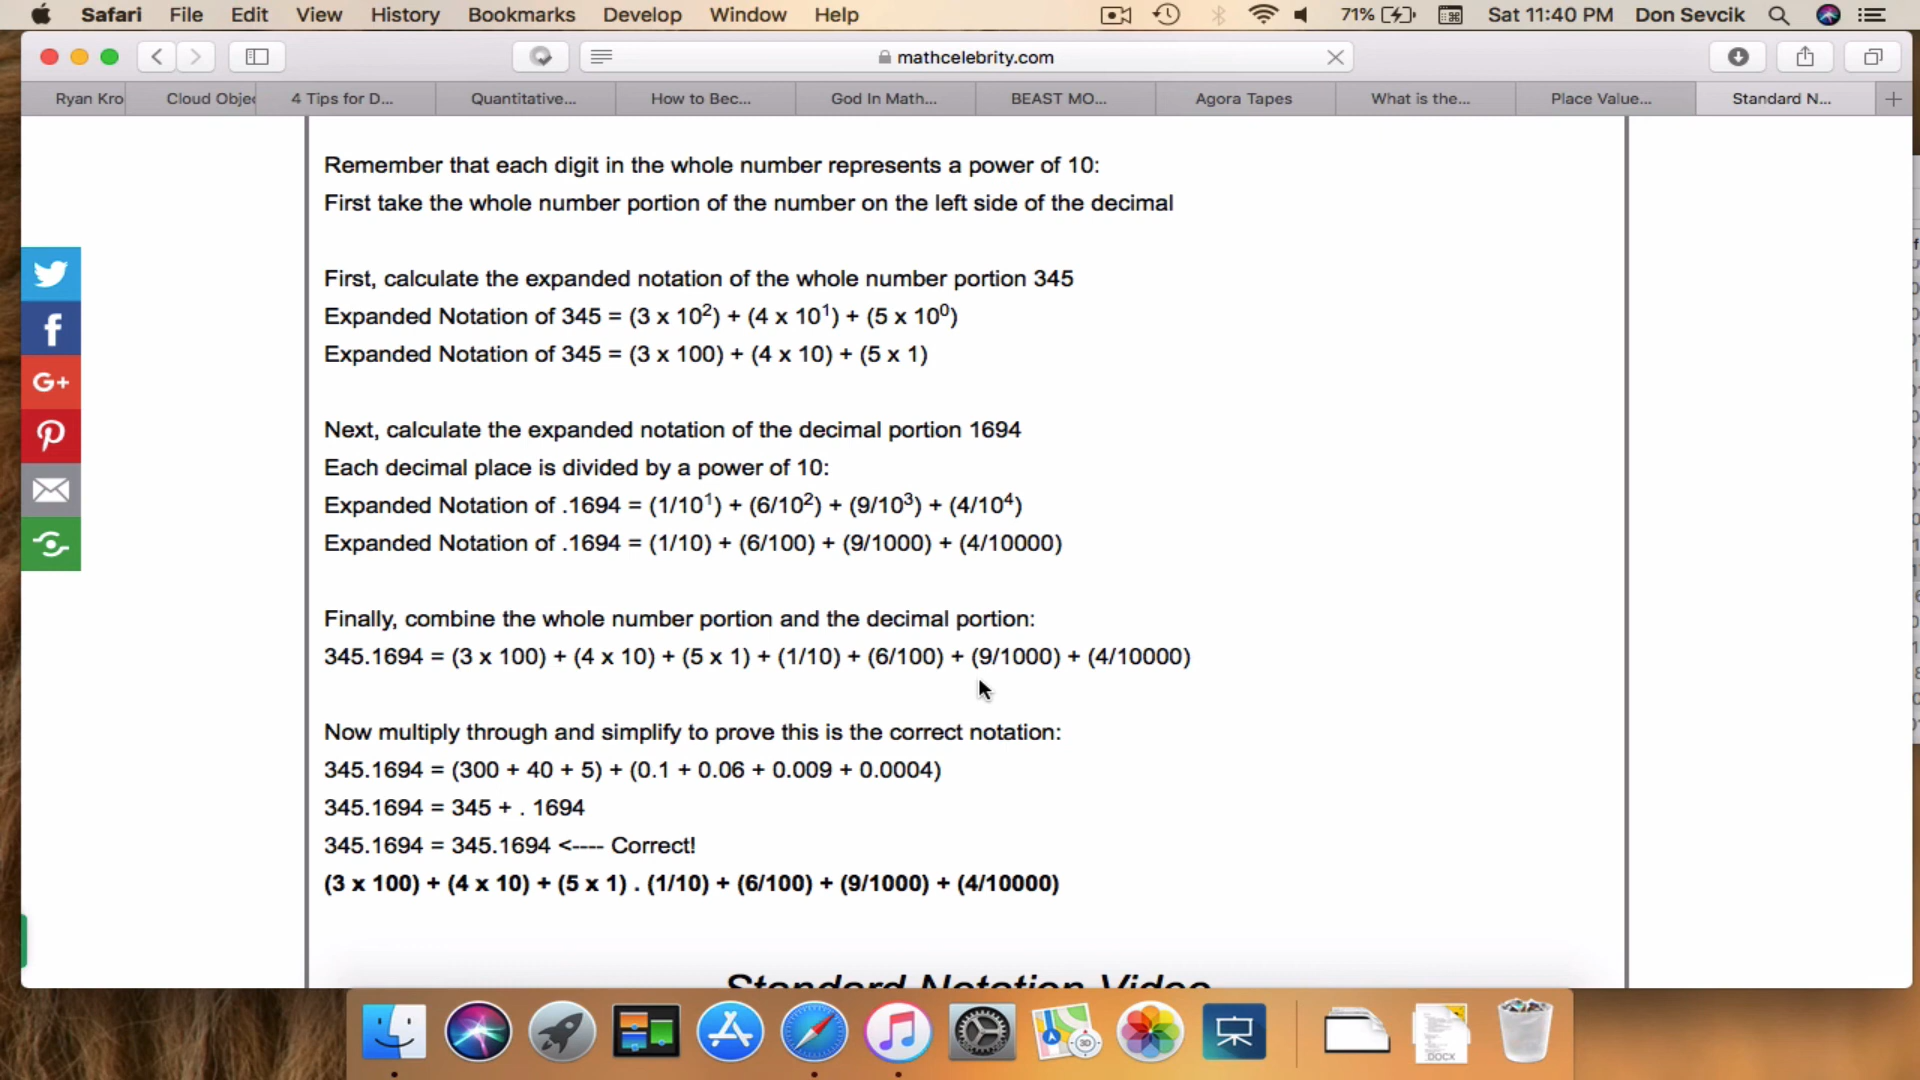 Safari File Edit View History Bookmarks Develop Window Help 71% Sat 11:40 PM Don Sevcik
mathcelebrity.com
Ryan Kro Cloud Objec 4 Tips for D... Quantitative... How to Bec... God In Math... BEAST MO... Agora Tapes What is the... Place Value... Standard N...
Remember that each digit in the whole number represents a power of 10:
First take the whole number portion of the number on the left side of the decimal
First, calculate the expanded notation of the whole number portion 345
Expanded Notation of 345 = (3 x 10²) + (4 x 10¹) + (5 x 10⁰)
Expanded Notation of 345 = (3 x 100) + (4 x 10) + (5 x 1)
Next, calculate the expanded notation of the decimal portion 1694
Each decimal place is divided by a power of 10:
Expanded Notation of .1694 = (1/10¹) + (6/10²) + (9/10³) + (4/10⁴)
Expanded Notation of .1694 = (1/10) + (6/100) + (9/1000) + (4/10000)
Finally, combine the whole number portion and the decimal portion:
345.1694 = (3 x 100) + (4 x 10) + (5 x 1) + (1/10) + (6/100) + (9/1000) + (4/10000)
Now multiply through and simplify to prove this is the correct notation:
345.1694 = (300 + 40 + 5) + (0.1 + 0.06 + 0.009 + 0.0004)
345.1694 = 345 + . 1694
345.1694 = 345.1694 <---- Correct!
(3 x 100) + (4 x 10) + (5 x 1) . (1/10) + (6/100) + (9/1000) + (4/10000)
Standard Notation Video
G+
3D
DOCX